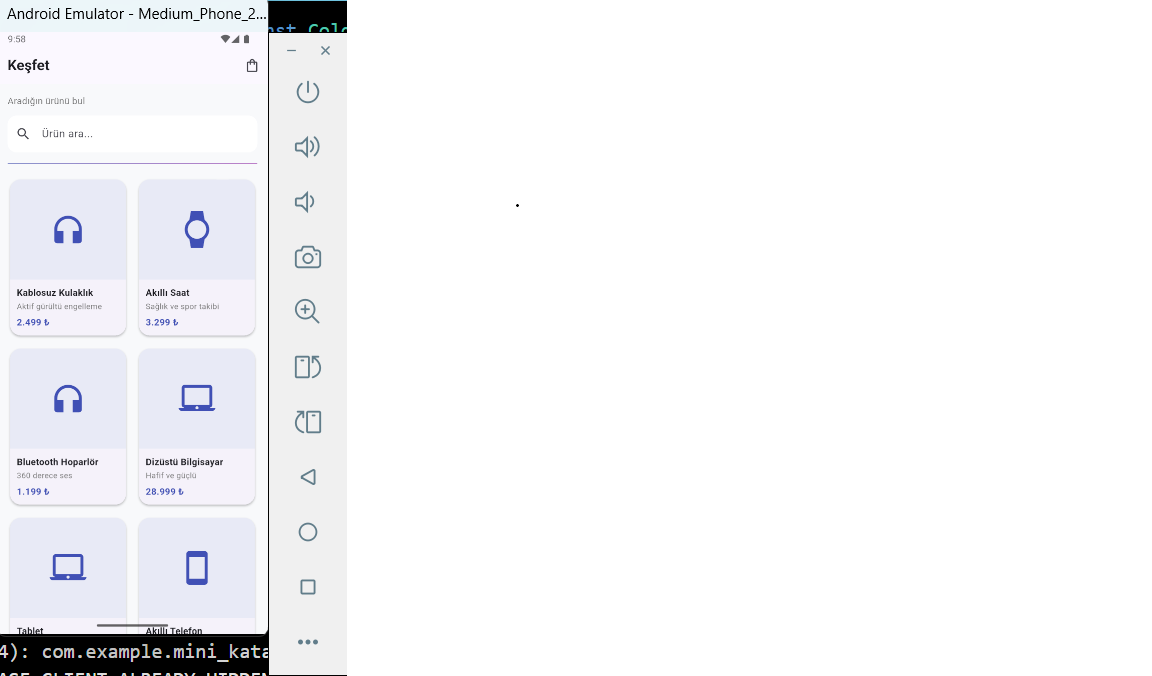 Android Emulator - Medium_Phone_2...
9:58
Keşfet
Aradığın ürünü bul
Ürün ara...
Kablosuz Kulaklık
Aktif gürültü engelleme
2.499 ₺
Akıllı Saat
Sağlık ve spor takibi
3.299 ₺
Bluetooth Hoparlör
360 derece ses
1.199 ₺
Dizüstü Bilgisayar
Hafif ve güçlü
28.999 ₺
Tablet
Akıllı Telefon
4): com.example.mini_kata